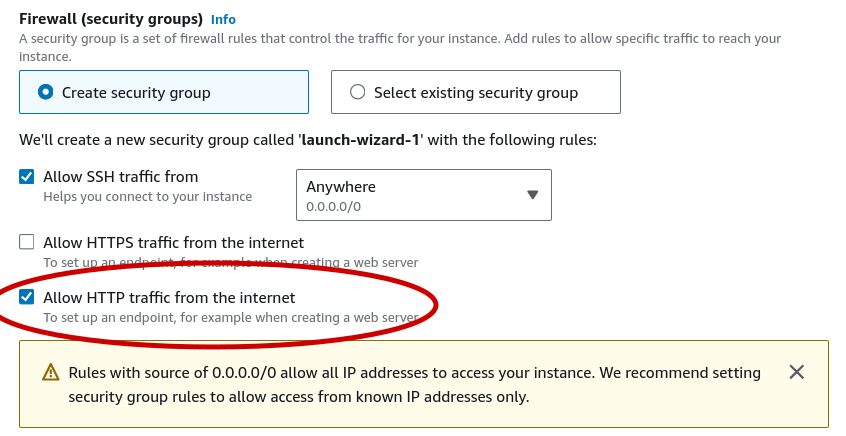 Firewall (security groups) Info
A security group is a set of firewall rules that control the traffic for your instance. Add rules to allow specific traffic to reach your
instance.
Create security group
Select existing security group
We'll create a new security group called 'launch-wizard-1' with the following rules:
Allow SSH traffic from
Helps you connect to your instance
Anywhere
0.0.0.0/0
Allow HTTPS traffic from the internet
To set up an endpoint, for example when creating a web server
Allow HTTP traffic from the internet
To set up an endpoint, for example when creating a web server
Rules with source of 0.0.0.0/0 allow all IP addresses to access your instance. We recommend setting
security group rules to allow access from known IP addresses only.